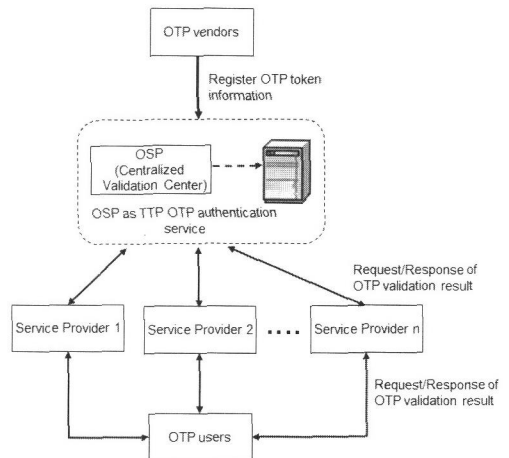 OTP vendors
Register OTP token
information
OSP
(Centralized
Validation Center)
OSP as TTP OTP authentication
service
Request/Response of
OTP validation result
Service Provider 1
Service Provider 2
....
Service Provider n
Request/Response of
OTP validation result
OTP users